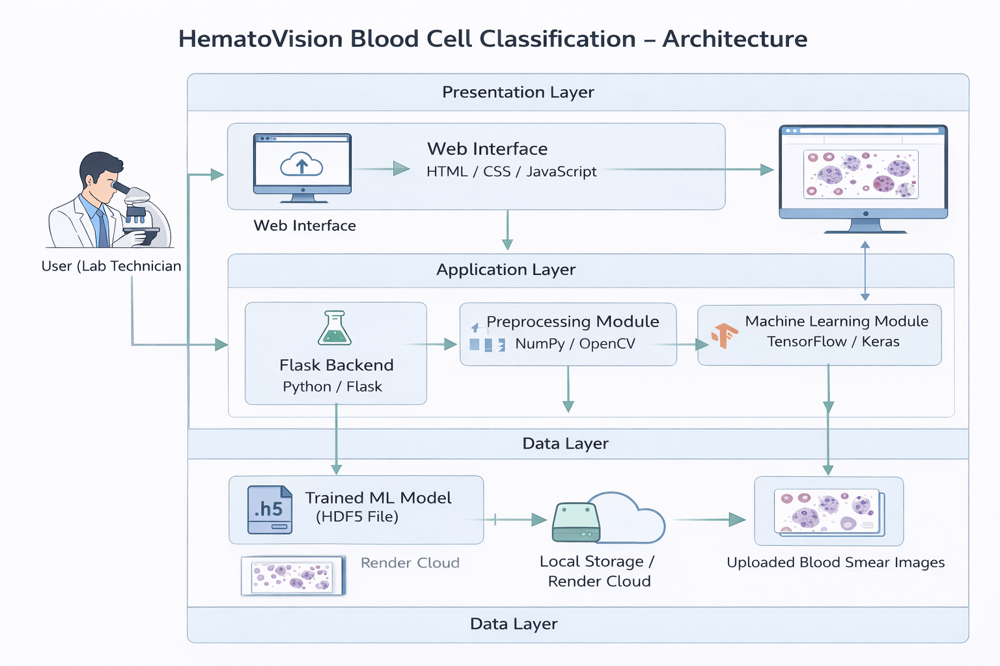 HematoVision Blood Cell Classification – Architecture
Presentation Layer
Web Interface
HTML / CSS / JavaScript
Web Interface
User (Lab Technician
Application Layer
Flask Backend
Python / Flask
Preprocessing Module
NumPy / OpenCV
Machine Learning Module
TensorFlow / Keras
Data Layer
.h5
Trained ML Model
(HDF5 File)
Render Cloud
Local Storage /
Render Cloud
Uploaded Blood Smear Images
Data Layer